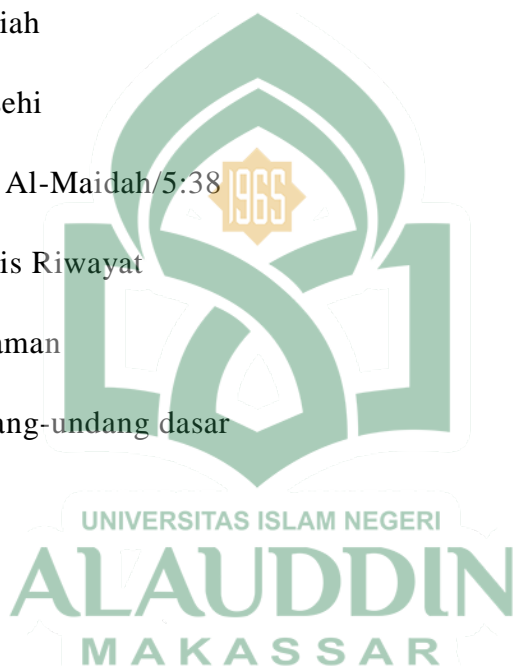 iah
ehi
Al-Maidah/5:38
is Riwayat
aman
ang-undang dasar
1965
UNIVERSITAS ISLAM NEGERI
ALAUDDIN
MAKASSAR